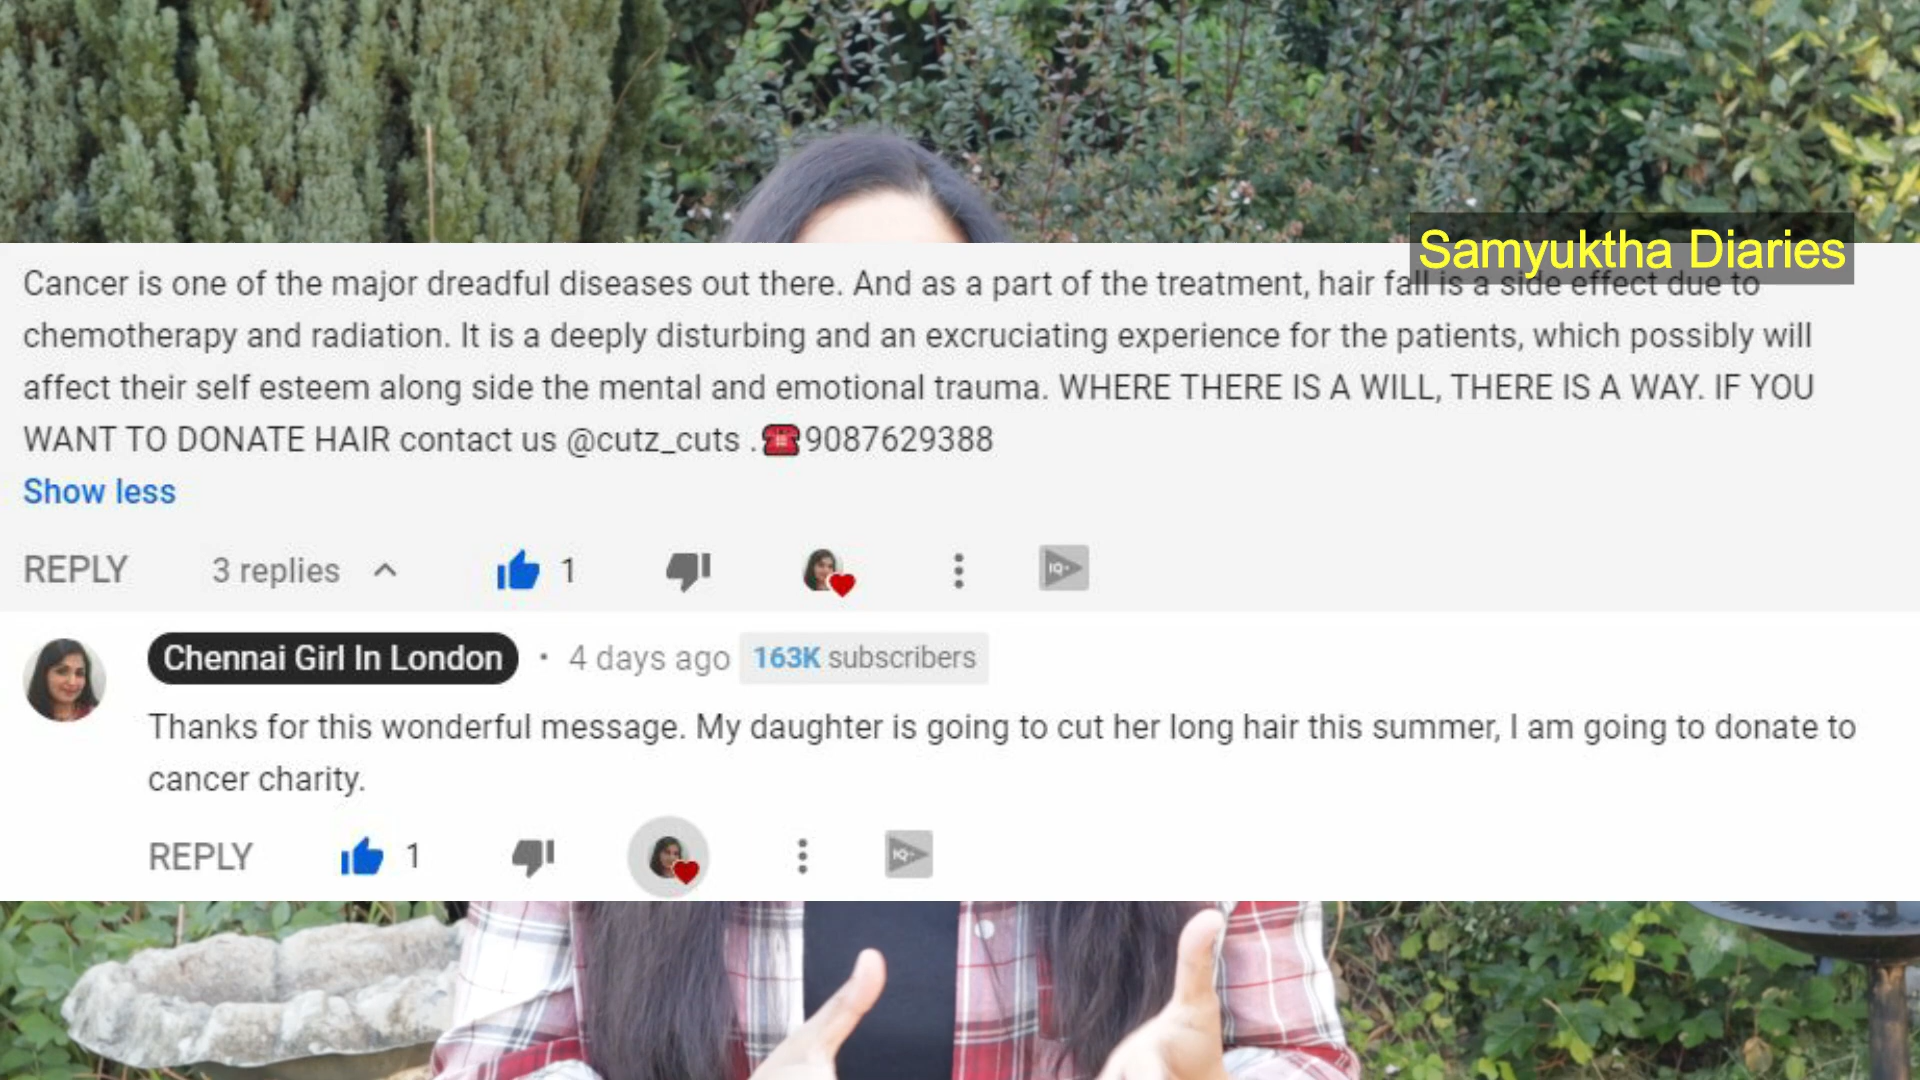 Samyuktha Diaries
Cancer is one of the major dreadful diseases out there. And as a part of the treatment, hair fall is a side effect due to
chemotherapy and radiation. It is a deeply disturbing and an excruciating experience for the patients, which possibly will
affect their self esteem along side the mental and emotional trauma. WHERE THERE IS A WILL, THERE IS A WAY. IF YOU
WANT TO DONATE HAIR contact us @cutz_cuts .☎9087629388
Show less
REPLY 3 replies 1 IQ
Chennai Girl In London · 4 days ago 163K subscribers
Thanks for this wonderful message. My daughter is going to cut her long hair this summer, I am going to donate to
cancer charity.
REPLY 1 IQ